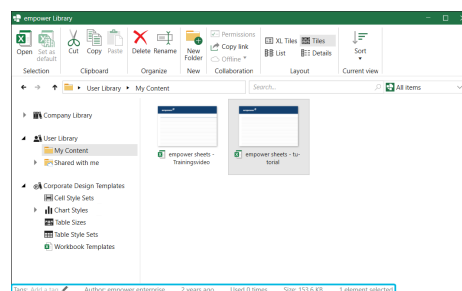 empower Library
Open Set as default Cut Copy Paste Delete Rename New Folder Permissions Copy link Offline XL Tiles Tiles List Details Sort
Selection Clipboard Organize New Collaboration Layout Current view
User Library My Content Search... All items
Company Library
User Library
My Content
Shared with me
Corporate Design Templates
Cell Style Sets
Chart Styles
Table Sizes
Table Style Sets
Workbook Templates
empower sheets -
Trainingsvideo
empower sheets - tu-
torial
Tags: Add a tag Author: empower enterprise 2 years ago Used 0 times Size: 153.6 KB 1 element selected